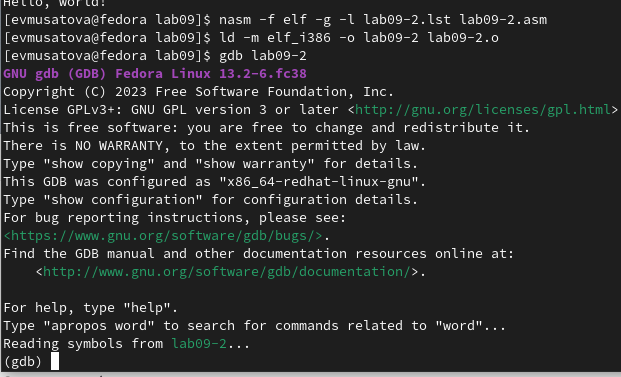 Hello, world!
[evmusatova@fedora lab09]$ nasm -f elf -g -l lab09-2.lst lab09-2.asm
[evmusatova@fedora lab09]$ ld -m elf_i386 -o lab09-2 lab09-2.o
[evmusatova@fedora lab09]$ gdb lab09-2
GNU gdb (GDB) Fedora Linux 13.2-6.fc38
Copyright (C) 2023 Free Software Foundation, Inc.
License GPLv3+: GNU GPL version 3 or later <http://gnu.org/licenses/gpl.html>
This is free software: you are free to change and redistribute it.
There is NO WARRANTY, to the extent permitted by law.
Type "show copying" and "show warranty" for details.
This GDB was configured as "x86_64-redhat-linux-gnu".
Type "show configuration" for configuration details.
For bug reporting instructions, please see:
<https://www.gnu.org/software/gdb/bugs/>.
Find the GDB manual and other documentation resources online at:
    <http://www.gnu.org/software/gdb/documentation/>.

For help, type "help".
Type "apropos word" to search for commands related to "word"...
Reading symbols from lab09-2...
(gdb)